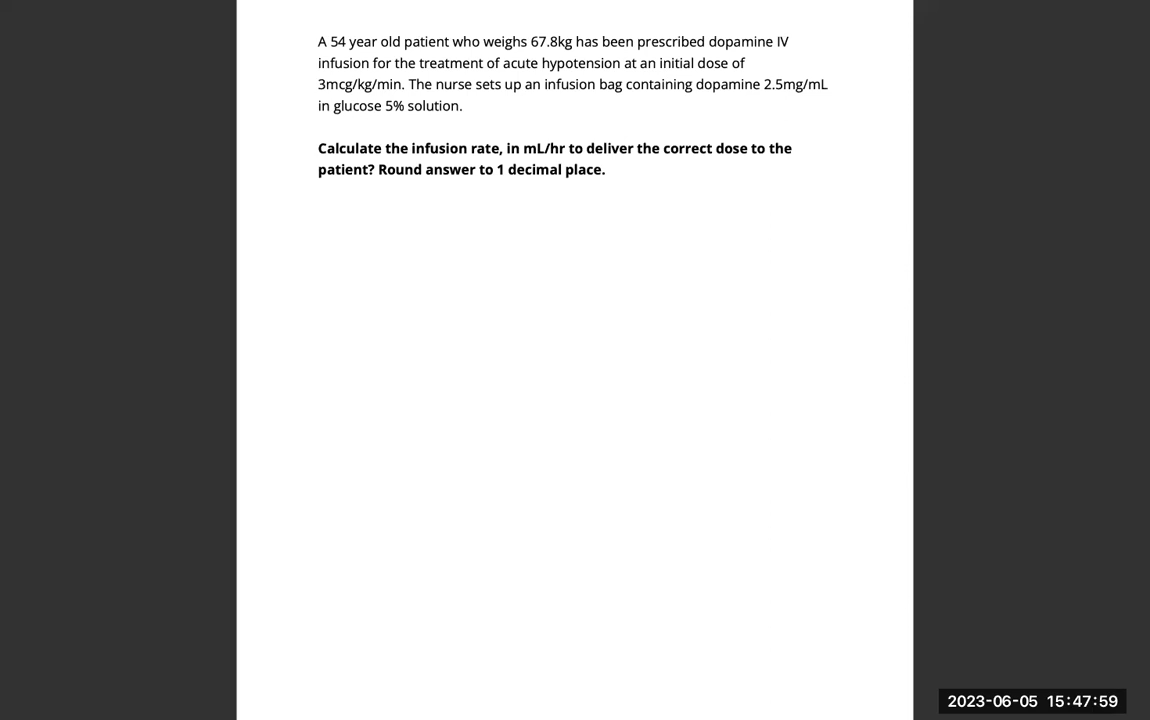 A 54 year old patient who weighs 67.8kg has been prescribed dopamine IV
infusion for the treatment of acute hypotension at an initial dose of
3mcg/kg/min. The nurse sets up an infusion bag containing dopamine 2.5mg/mL
in glucose 5% solution.
Calculate the infusion rate, in mL/hr to deliver the correct dose to the
patient? Round answer to 1 decimal place.
2023-06-05 15:47:59